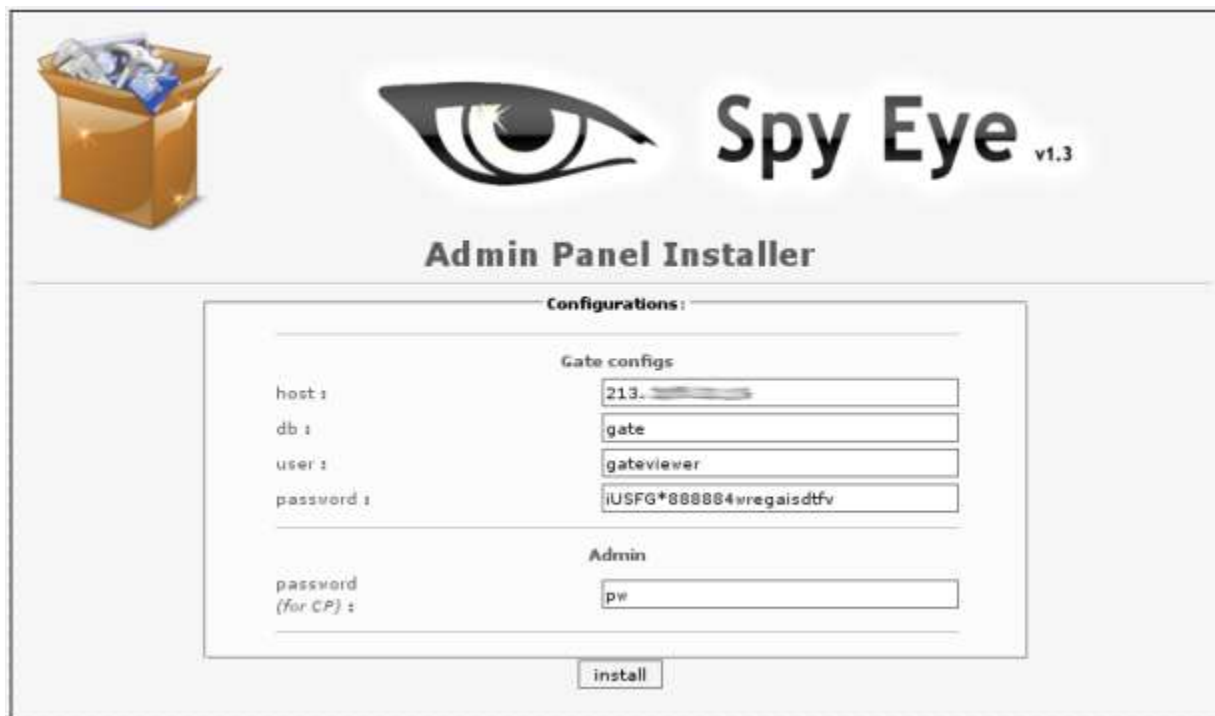 Spy Eye v1.3
Admin Panel Installer
Configurations:
Gate configs
host : 213.
db : gate
user : gateviewer
password : iUSFG*888884wregaisdtfv
Admin
password
(for CP) : pw
install